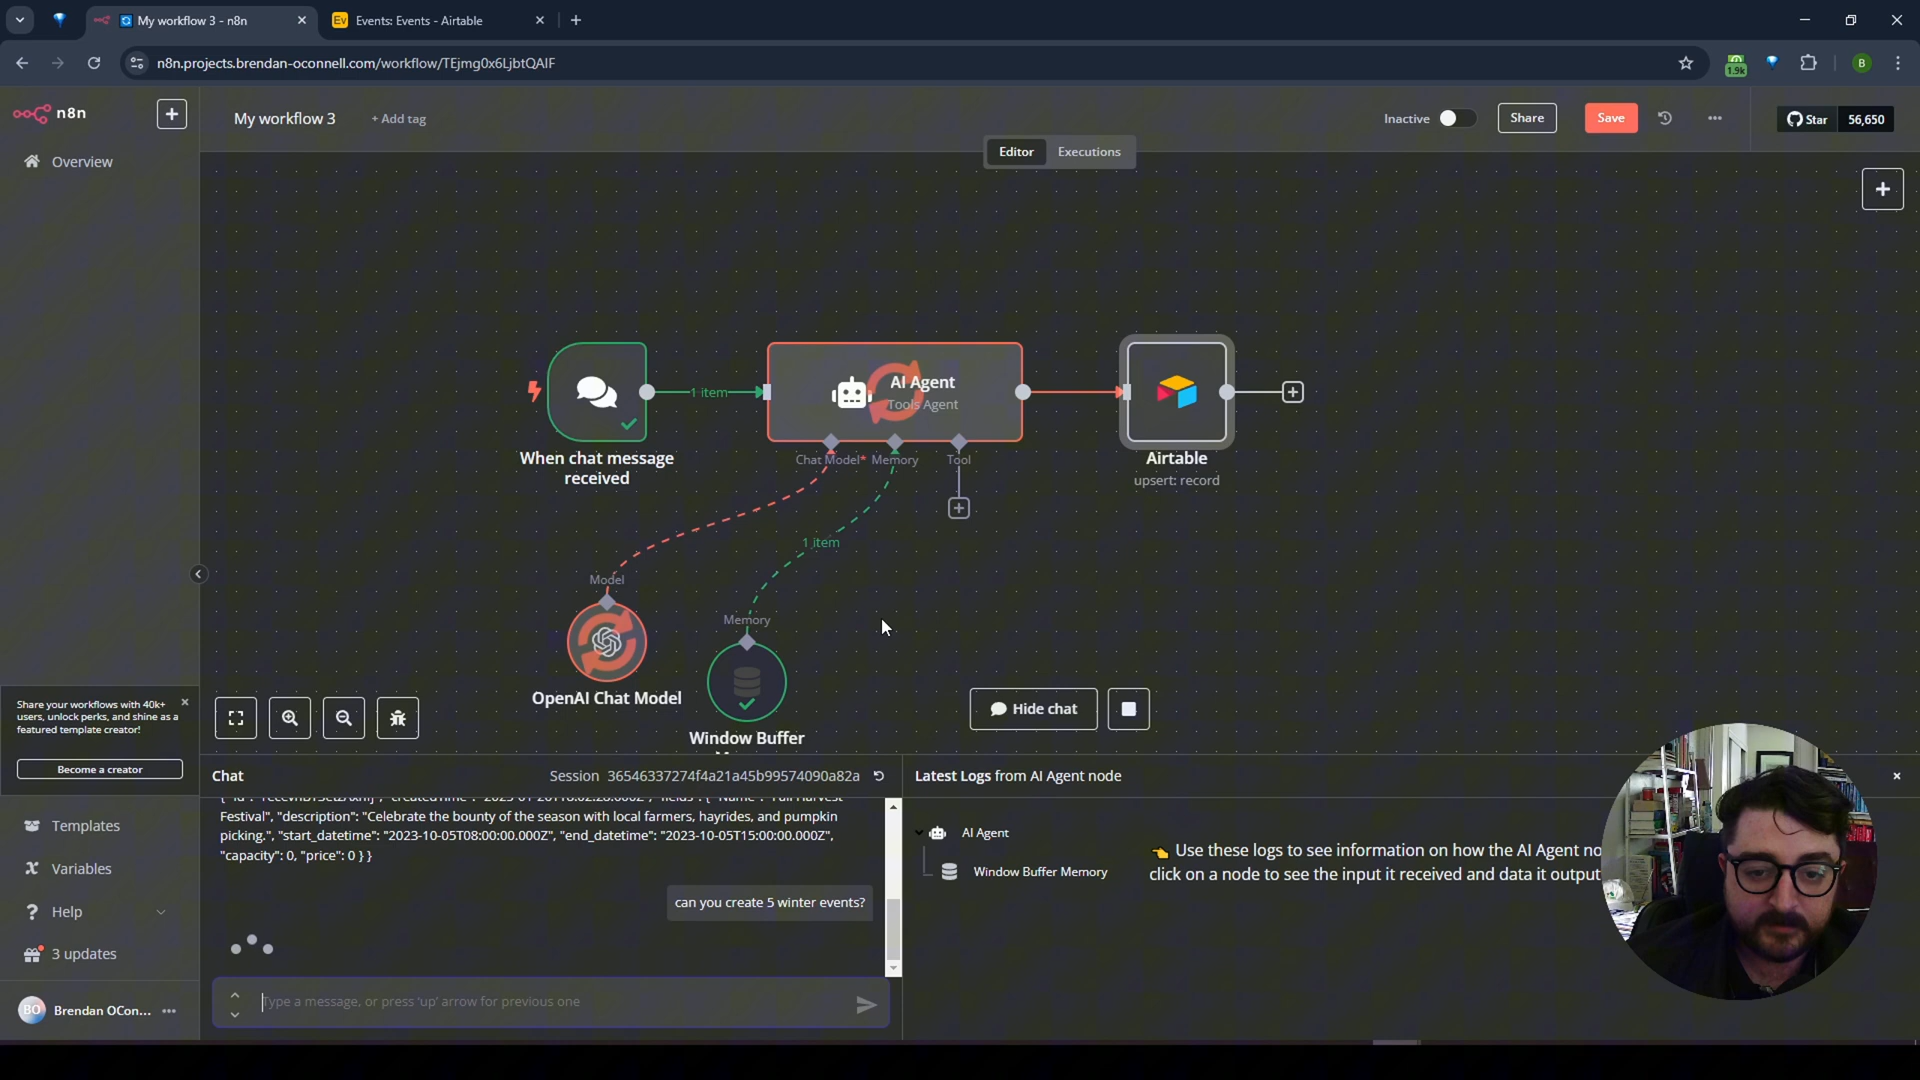 My workflow 3 - n8n
Ev Events: Events - Airtable
n8n.projects.brendan-oconnell.com/workflow/TEjmg0x6LjbtQAIF
1.9k
B
n8n
My workflow 3
+ Add tag
Inactive
Share
Save
Star 56,650
Editor
Executions
Overview
1 item
AI Agent
Tools Agent
When chat message
received
Chat Model*
Memory
Tool
Airtable
upsert: record
1 item
Model
Memory
OpenAI Chat Model
Window Buffer
Hide chat
Share your workflows with 40k+
users, unlock perks, and shine as a
featured template creator!
Become a creator
Templates
Variables
Help
3 updates
BO Brendan OCon...
Chat
Session 36546337274f4a21a45b99574090a82a
Festival", "description": "Celebrate the bounty of the season with local farmers, hayrides, and pumpkin
picking.", "start_datetime": "2023-10-05T08:00:00.000Z", "end_datetime": "2023-10-05T15:00:00.000Z",
"capacity": 0, "price": 0 } }
can you create 5 winter events?
Type a message, or press 'up' arrow for previous one
Latest Logs from AI Agent node
AI Agent
Window Buffer Memory
Use these logs to see information on how the AI Agent
click on a node to see the input it received and data it output